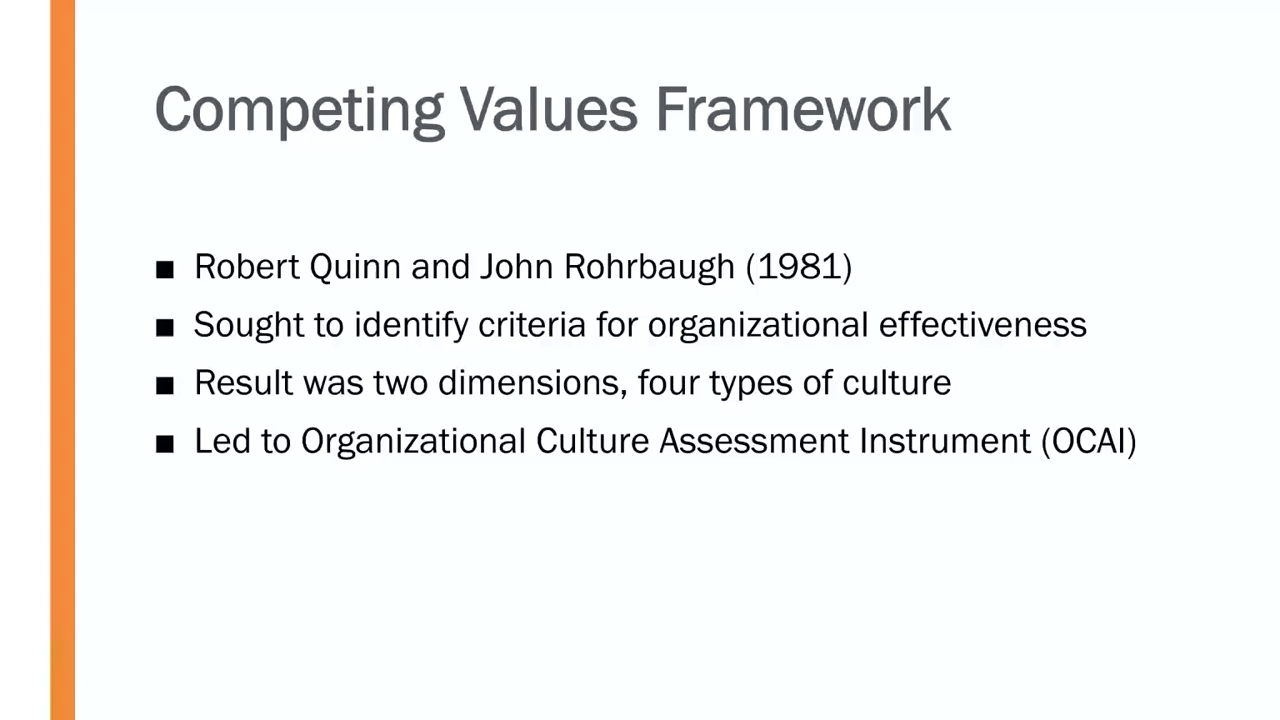 Competing Values Framework
■ Robert Quinn and John Rohrbaugh (1981)
■ Sought to identify criteria for organizational effectiveness
■ Result was two dimensions, four types of culture
■ Led to Organizational Culture Assessment Instrument (OCAI)